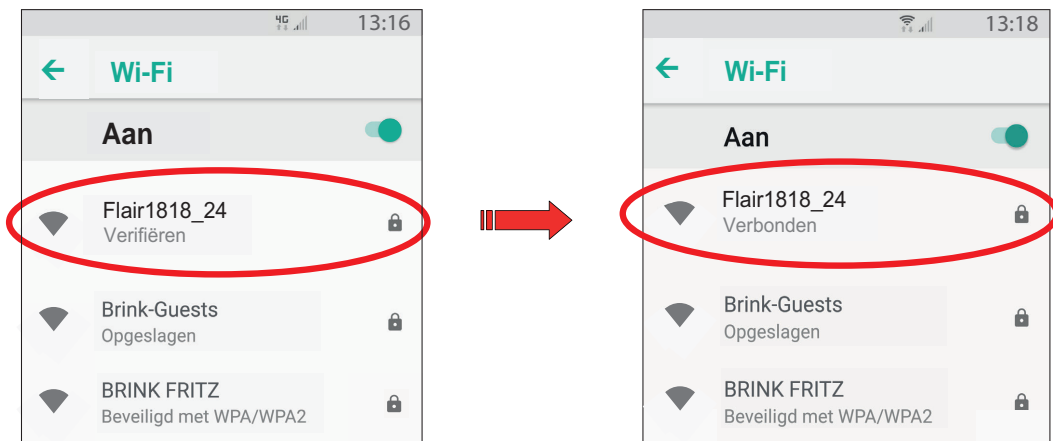 4G 13:16
Wi-Fi
Aan
Flair1818_24
Verifiëren
Brink-Guests
Opgeslagen
BRINK FRITZ
Beveiligd met WPA/WPA2
13:18
Wi-Fi
Aan
Flair1818_24
Verbonden
Brink-Guests
Opgeslagen
BRINK FRITZ
Beveiligd met WPA/WPA2